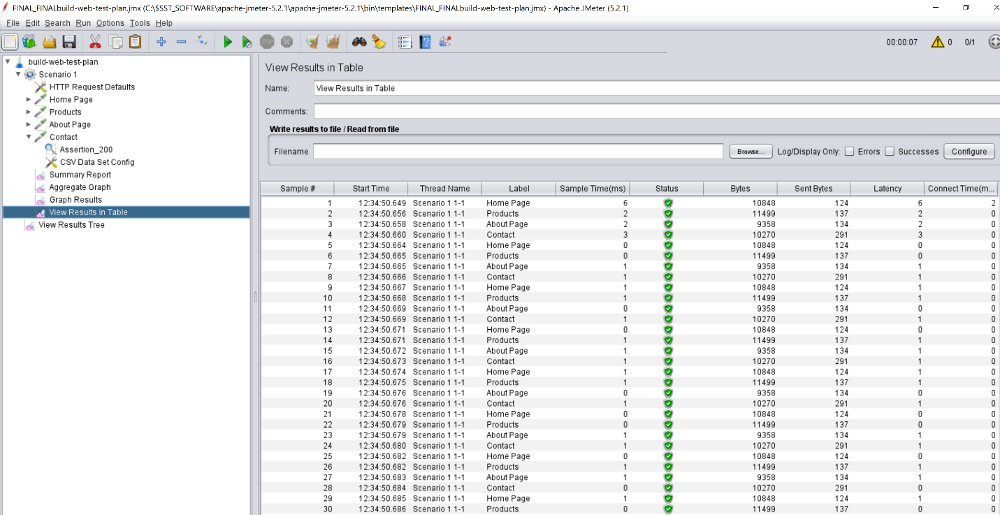 FINAL_FINALbuild-web-test-plan.jmx (C:\$SST_SOFTWARE\apache-jmeter-5.2.1\apache-jmeter-5.2.1\bin\templates\FINAL_FINALbuild-web-test-plan.jmx) - Apache JMeter (5.2.1)
File Edit Search Run Options Tools Help
00:00:07 0 0/1
build-web-test-plan
Scenario 1
HTTP Request Defaults
Home Page
Products
About Page
Contact
Assertion_200
CSV Data Set Config
Summary Report
Aggregate Graph
Graph Results
View Results in Table
View Results Tree
View Results in Table
Name: View Results in Table
Comments:
Write results to file / Read from file
Filename Browse... Log/Display Only: Errors Successes Configure
Sample # Start Time Thread Name Label Sample Time(ms) Status Bytes Sent Bytes Latency Connect Time(m...
1 12:34:50.649 Scenario 1 1-1 Home Page 6 10848 124 6 2
2 12:34:50.656 Scenario 1 1-1 Products 2 11499 137 2 0
3 12:34:50.658 Scenario 1 1-1 About Page 2 9358 134 2 0
4 12:34:50.660 Scenario 1 1-1 Contact 3 10270 291 3 0
5 12:34:50.664 Scenario 1 1-1 Home Page 0 10848 124 0 0
6 12:34:50.665 Scenario 1 1-1 Products 0 11499 137 0 0
7 12:34:50.665 Scenario 1 1-1 About Page 1 9358 134 1 0
8 12:34:50.666 Scenario 1 1-1 Contact 1 10270 291 1 0
9 12:34:50.667 Scenario 1 1-1 Home Page 1 10848 124 1 0
10 12:34:50.668 Scenario 1 1-1 Products 1 11499 137 1 0
11 12:34:50.669 Scenario 1 1-1 About Page 0 9358 134 0 0
12 12:34:50.669 Scenario 1 1-1 Contact 1 10270 291 1 0
13 12:34:50.671 Scenario 1 1-1 Home Page 0 10848 124 0 0
14 12:34:50.671 Scenario 1 1-1 Products 1 11499 137 1 0
15 12:34:50.672 Scenario 1 1-1 About Page 1 9358 134 1 0
16 12:34:50.673 Scenario 1 1-1 Contact 1 10270 291 1 0
17 12:34:50.674 Scenario 1 1-1 Home Page 1 10848 124 1 0
18 12:34:50.675 Scenario 1 1-1 Products 1 11499 137 1 0
19 12:34:50.676 Scenario 1 1-1 About Page 0 9358 134 0 0
20 12:34:50.676 Scenario 1 1-1 Contact 1 10270 291 1 0
21 12:34:50.678 Scenario 1 1-1 Home Page 0 10848 124 0 0
22 12:34:50.679 Scenario 1 1-1 Products 0 11499 137 0 0
23 12:34:50.679 Scenario 1 1-1 About Page 1 9358 134 1 0
24 12:34:50.680 Scenario 1 1-1 Contact 1 10270 291 1 0
25 12:34:50.682 Scenario 1 1-1 Home Page 0 10848 124 0 0
26 12:34:50.682 Scenario 1 1-1 Products 1 11499 137 1 0
27 12:34:50.683 Scenario 1 1-1 About Page 1 9358 134 1 0
28 12:34:50.684 Scenario 1 1-1 Contact 0 10270 291 0 0
29 12:34:50.685 Scenario 1 1-1 Home Page 1 10848 124 1 0
30 12:34:50.686 Scenario 1 1-1 Products 0 11499 137 0 0